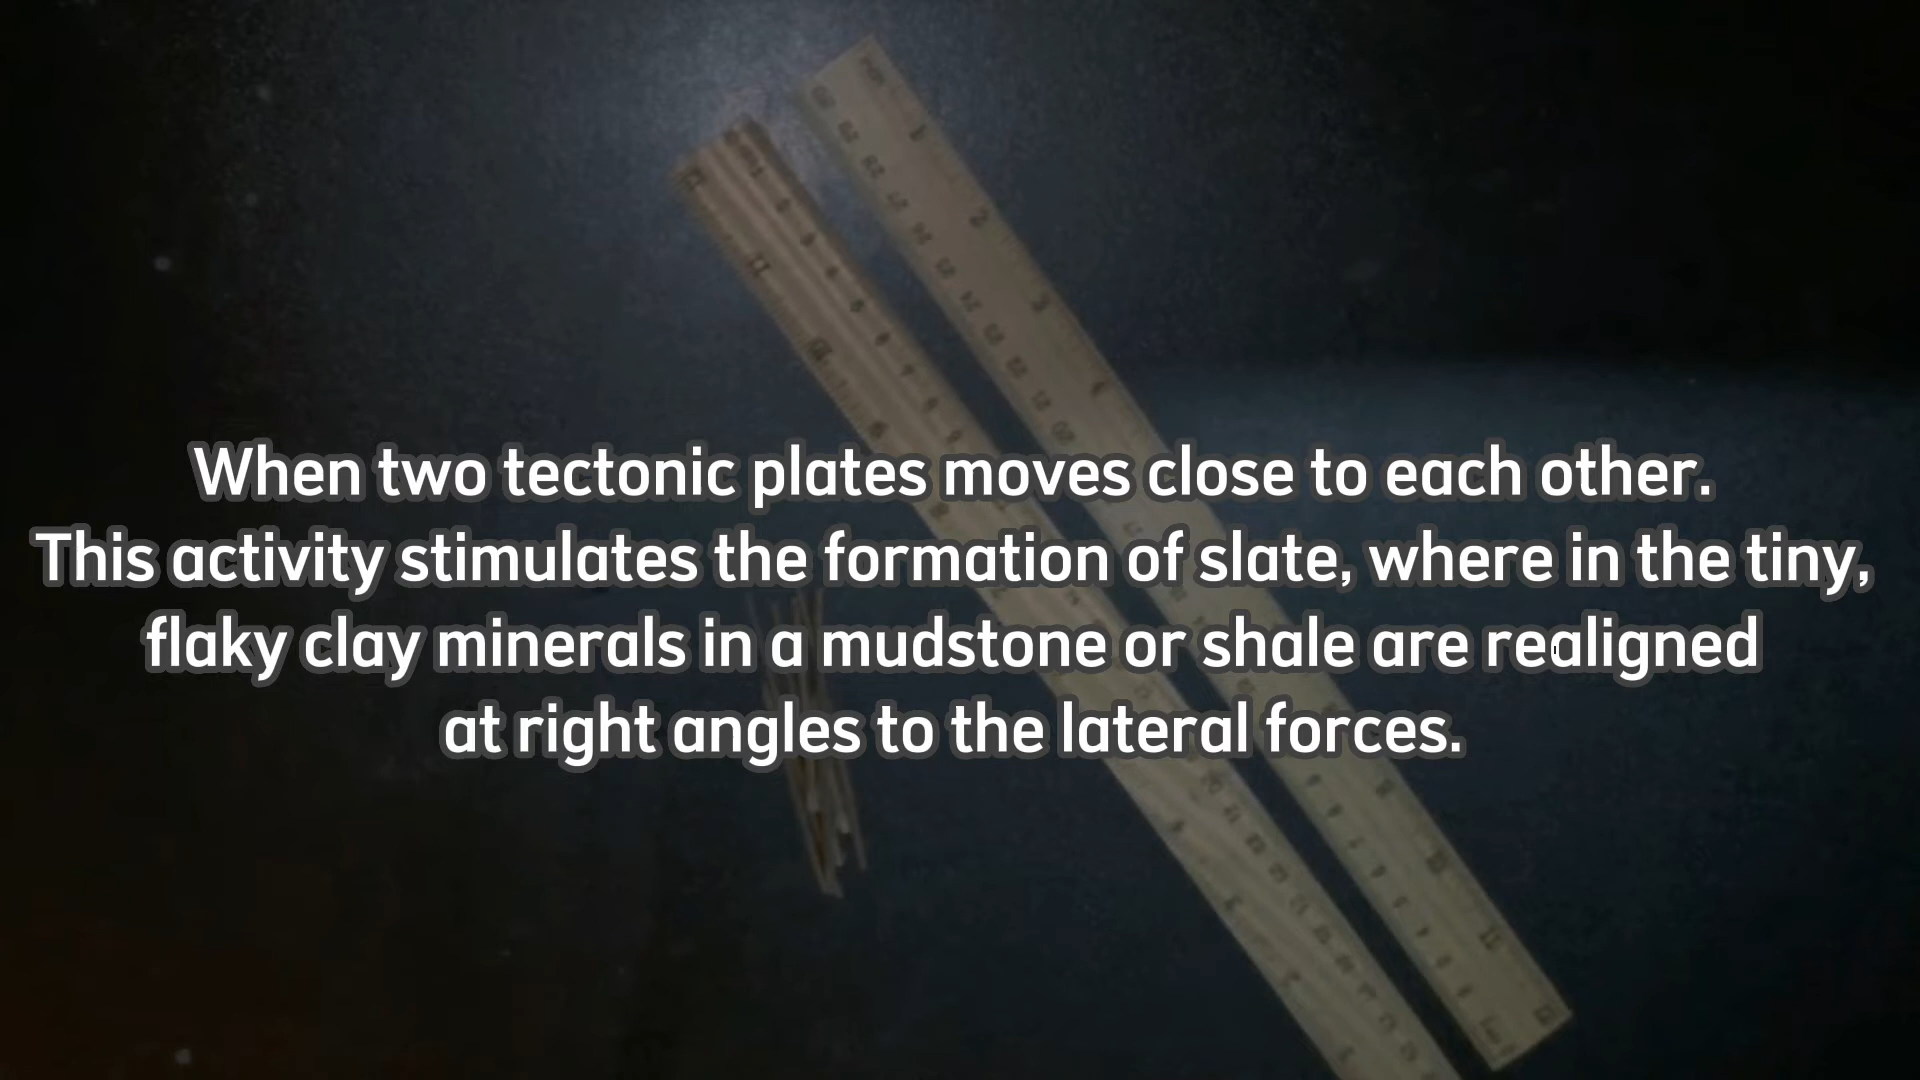 When two tectonic plates moves close to each other.
This activity stimulates the formation of slate, where in the tiny,
flaky clay minerals in a mudstone or shale are realigned
at right angles to the lateral forces.